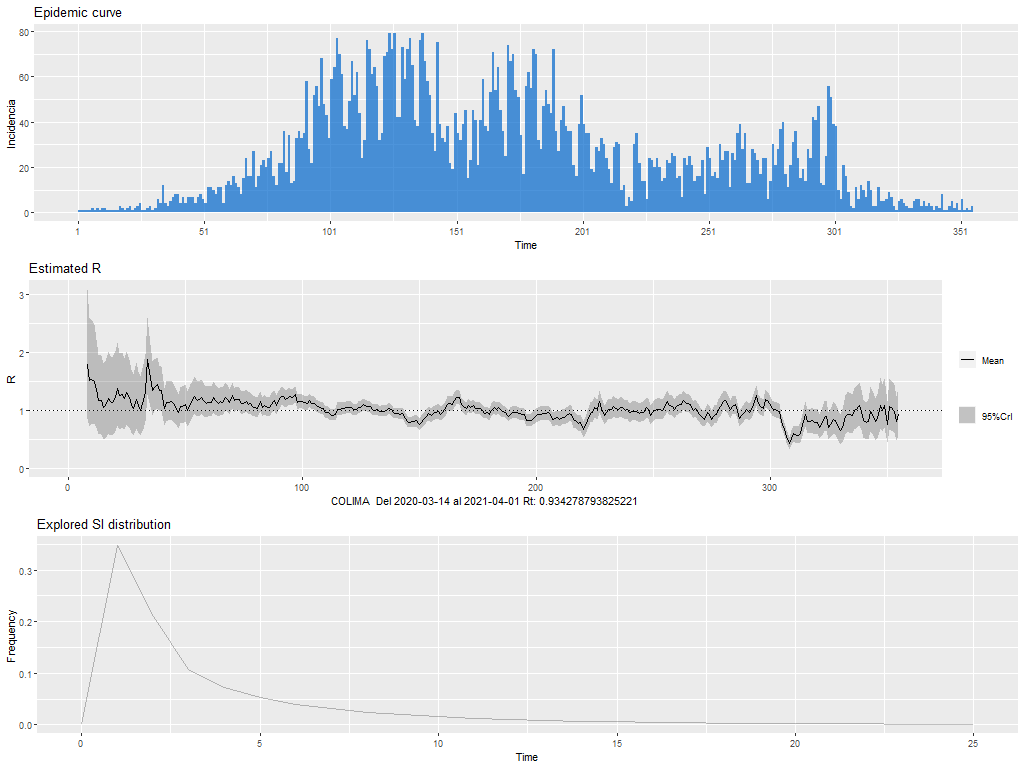 Epidemic curve
80
60
40
20
0
Incidencia
1
51
101
151
201
251
301
351
Time
Estimated R
3
2
1
0
R
0
100
200
300
COLIMA Del 2020-03-14 al 2021-04-01 Rt: 0.934278793825221
Mean
95%CrI
Explored SI distribution
0.3
0.2
0.1
0.0
Frequency
0
5
10
15
20
25
Time